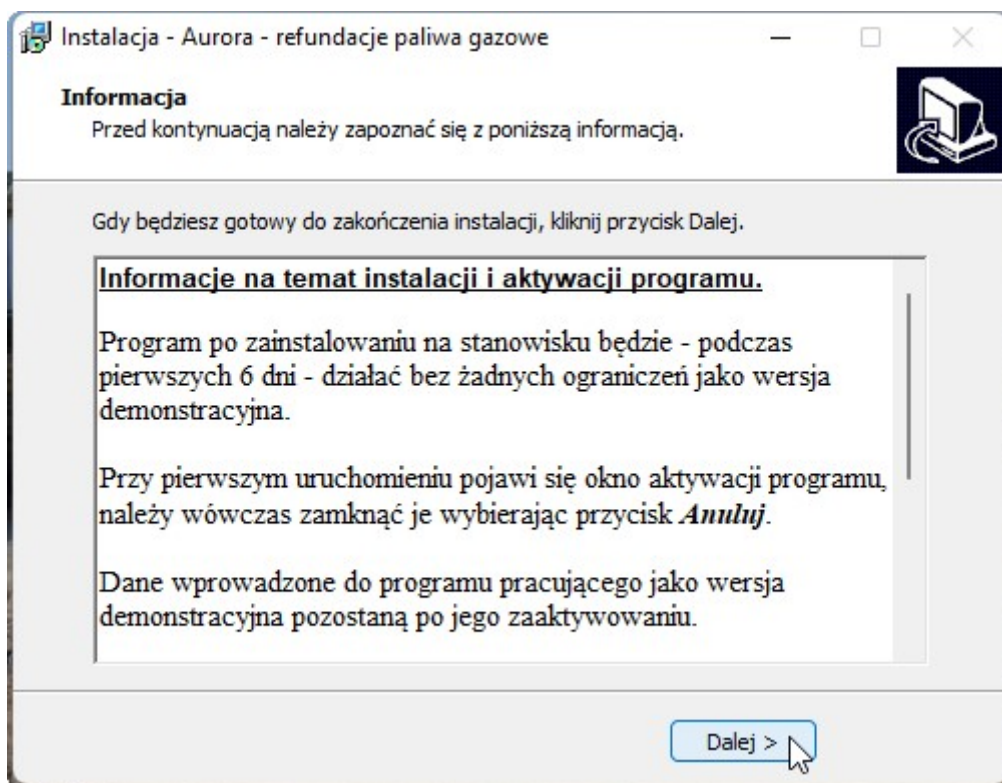 Instalacja - Aurora - refundacje paliwa gazowe
Informacja
Przed kontynuacją należy zapoznać się z poniższą informacją.
Gdy będziesz gotowy do zakończenia instalacji, kliknij przycisk Dalej.
Informacje na temat instalacji i aktywacji programu.
Program po zainstalowaniu na stanowisku będzie - podczas
pierwszych 6 dni - działać bez żadnych ograniczeń jako wersja
demonstracyjna.
Przy pierwszym uruchomieniu pojawi się okno aktywacji programu,
należy wówczas zamknąć je wybierając przycisk Anuluj.
Dane wprowadzone do programu pracującego jako wersja
demonstracyjna pozostaną po jego zaaktywowaniu.
Dalej >